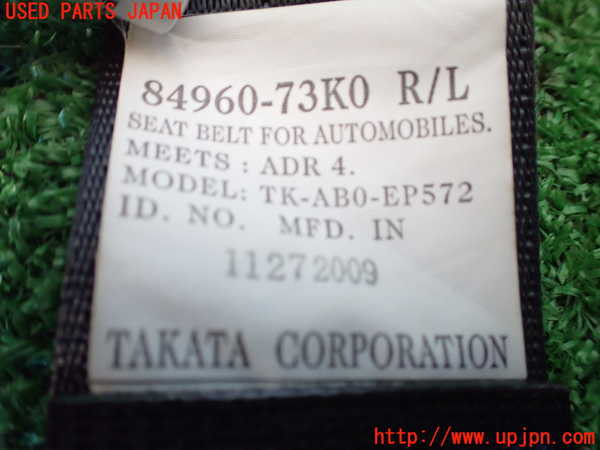 USED PARTS JAPAN
84960-73K0 R/L
SEAT BELT FOR AUTOMOBILES.
MEETS : ADR 4.
MODEL: TK-AB0-EP572
ID. NO. MFD. IN
11272009
TAKATA CORPORATION
http://www.upjpn.com/